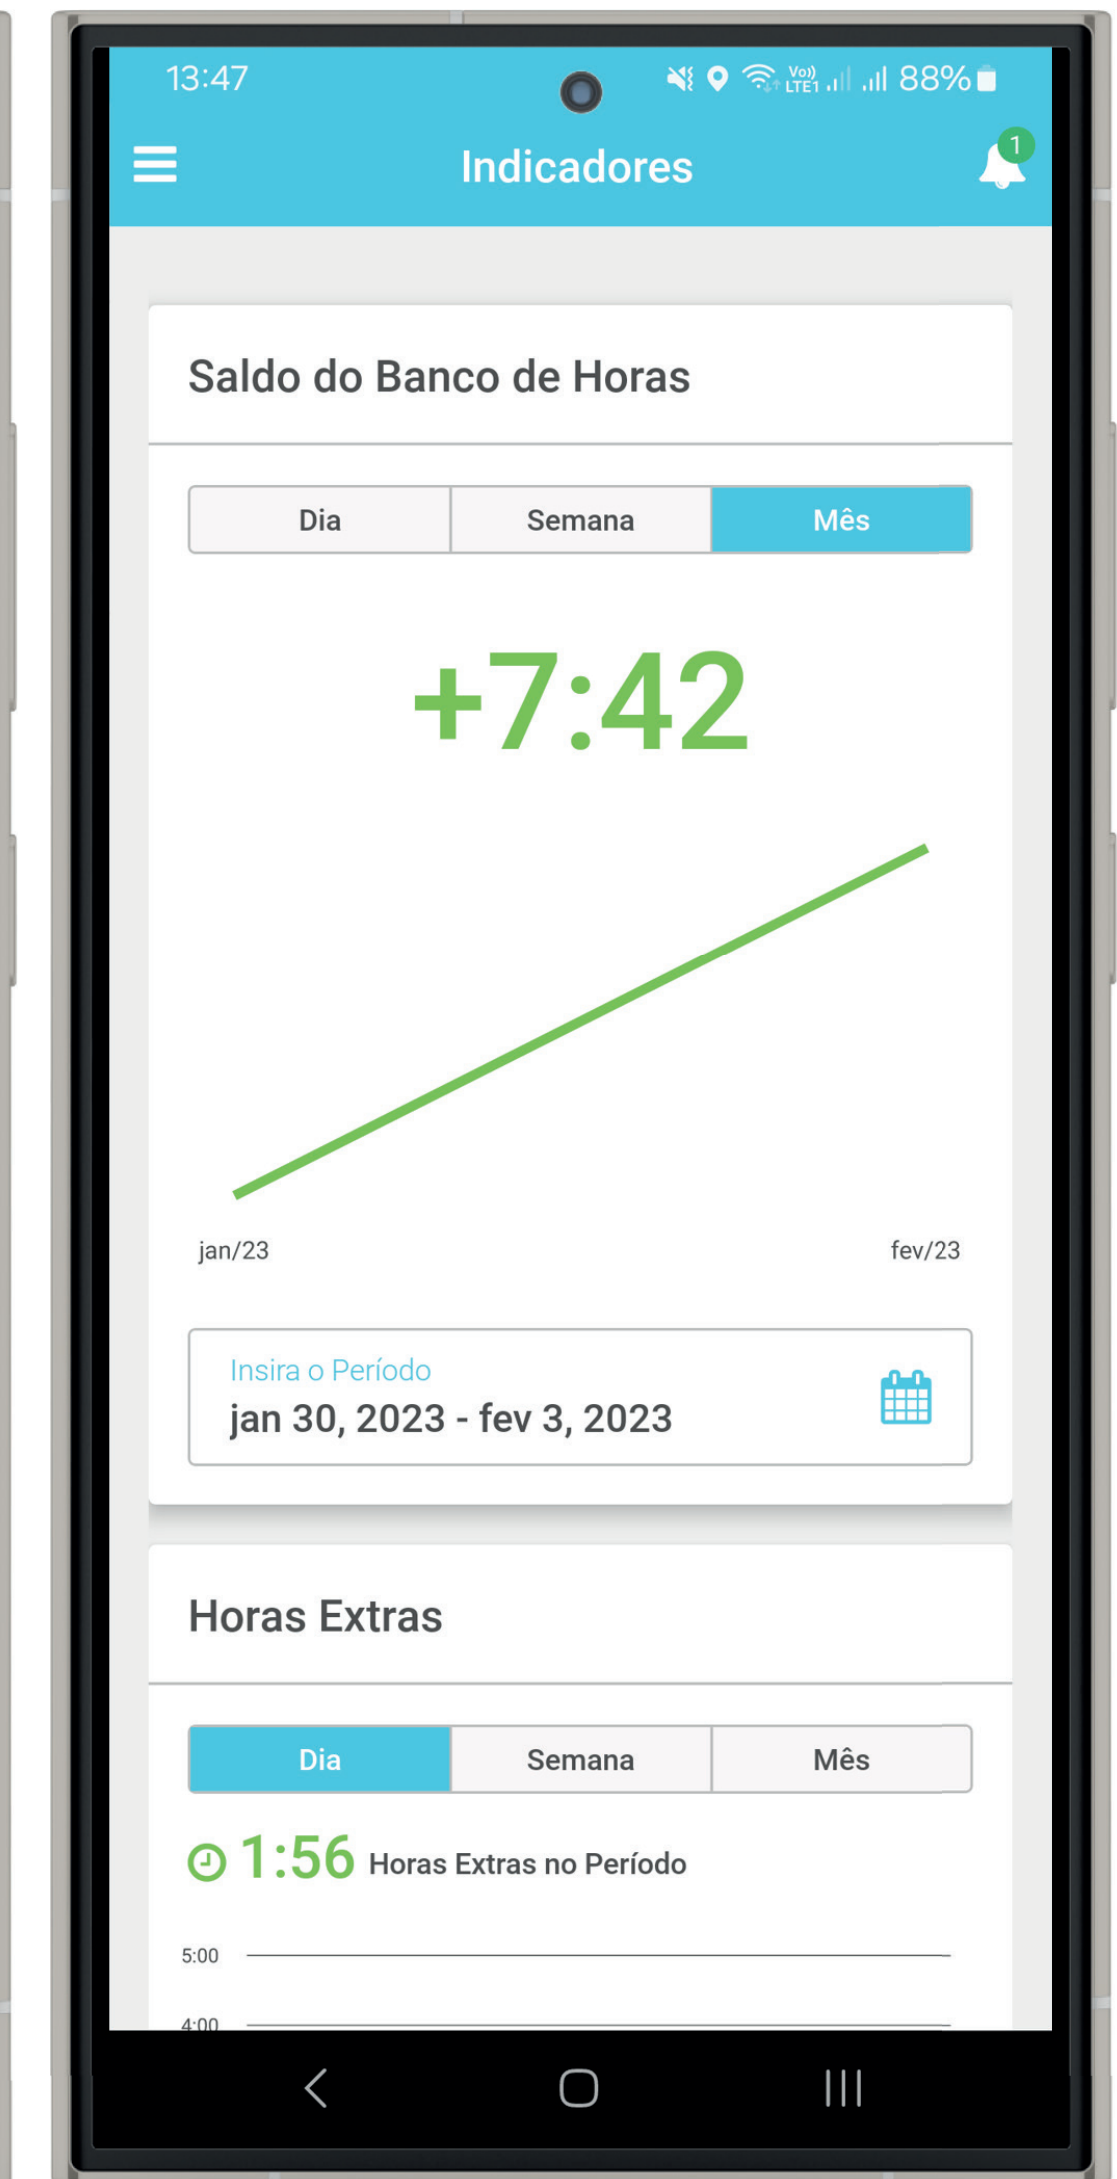 13:47
Vo)) LTE1 88%
Indicadores
1
Saldo do Banco de Horas
Dia Semana Mês
+7:42
jan/23 fev/23
Insira o Período
jan 30, 2023 - fev 3, 2023
Horas Extras
Dia Semana Mês
1:56 Horas Extras no Período
5:00
4:00